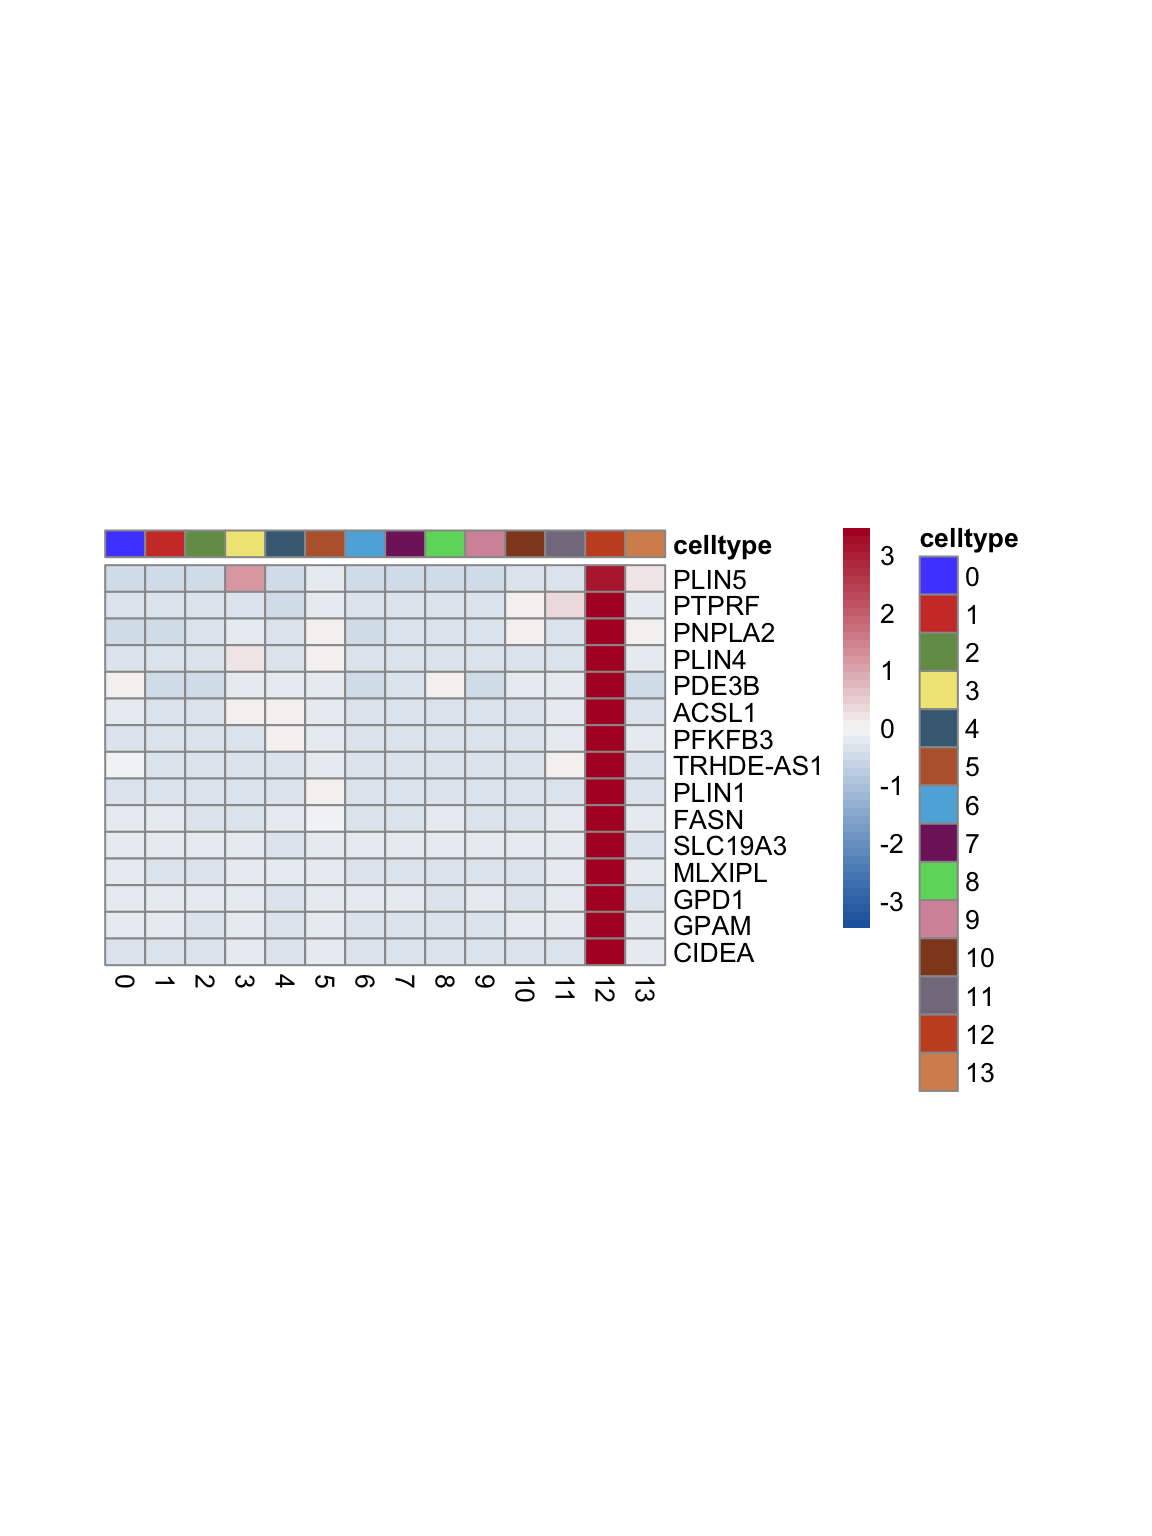 celltype
PLIN5
PTPRF
PNPLA2
PLIN4
PDE3B
ACSL1
PFKFB3
TRHDE-AS1
PLIN1
FASN
SLC19A3
MLXIPL
GPD1
GPAM
CIDEA
0 1 2 3 4 5 6 7 8 9 10 11 12 13
3
2
1
0
-1
-2
-3
celltype
0
1
2
3
4
5
6
7
8
9
10
11
12
13